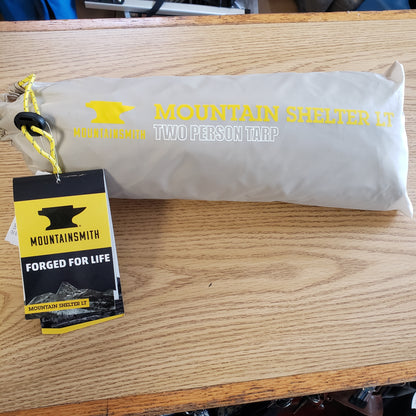 MOUNTAIN SHELTER LT
TWO PERSON TARP
MOUNTAINSMITH
MOUNTAINSMITH
FORGED FOR LIFE
MOUNTAIN SHELTER LT